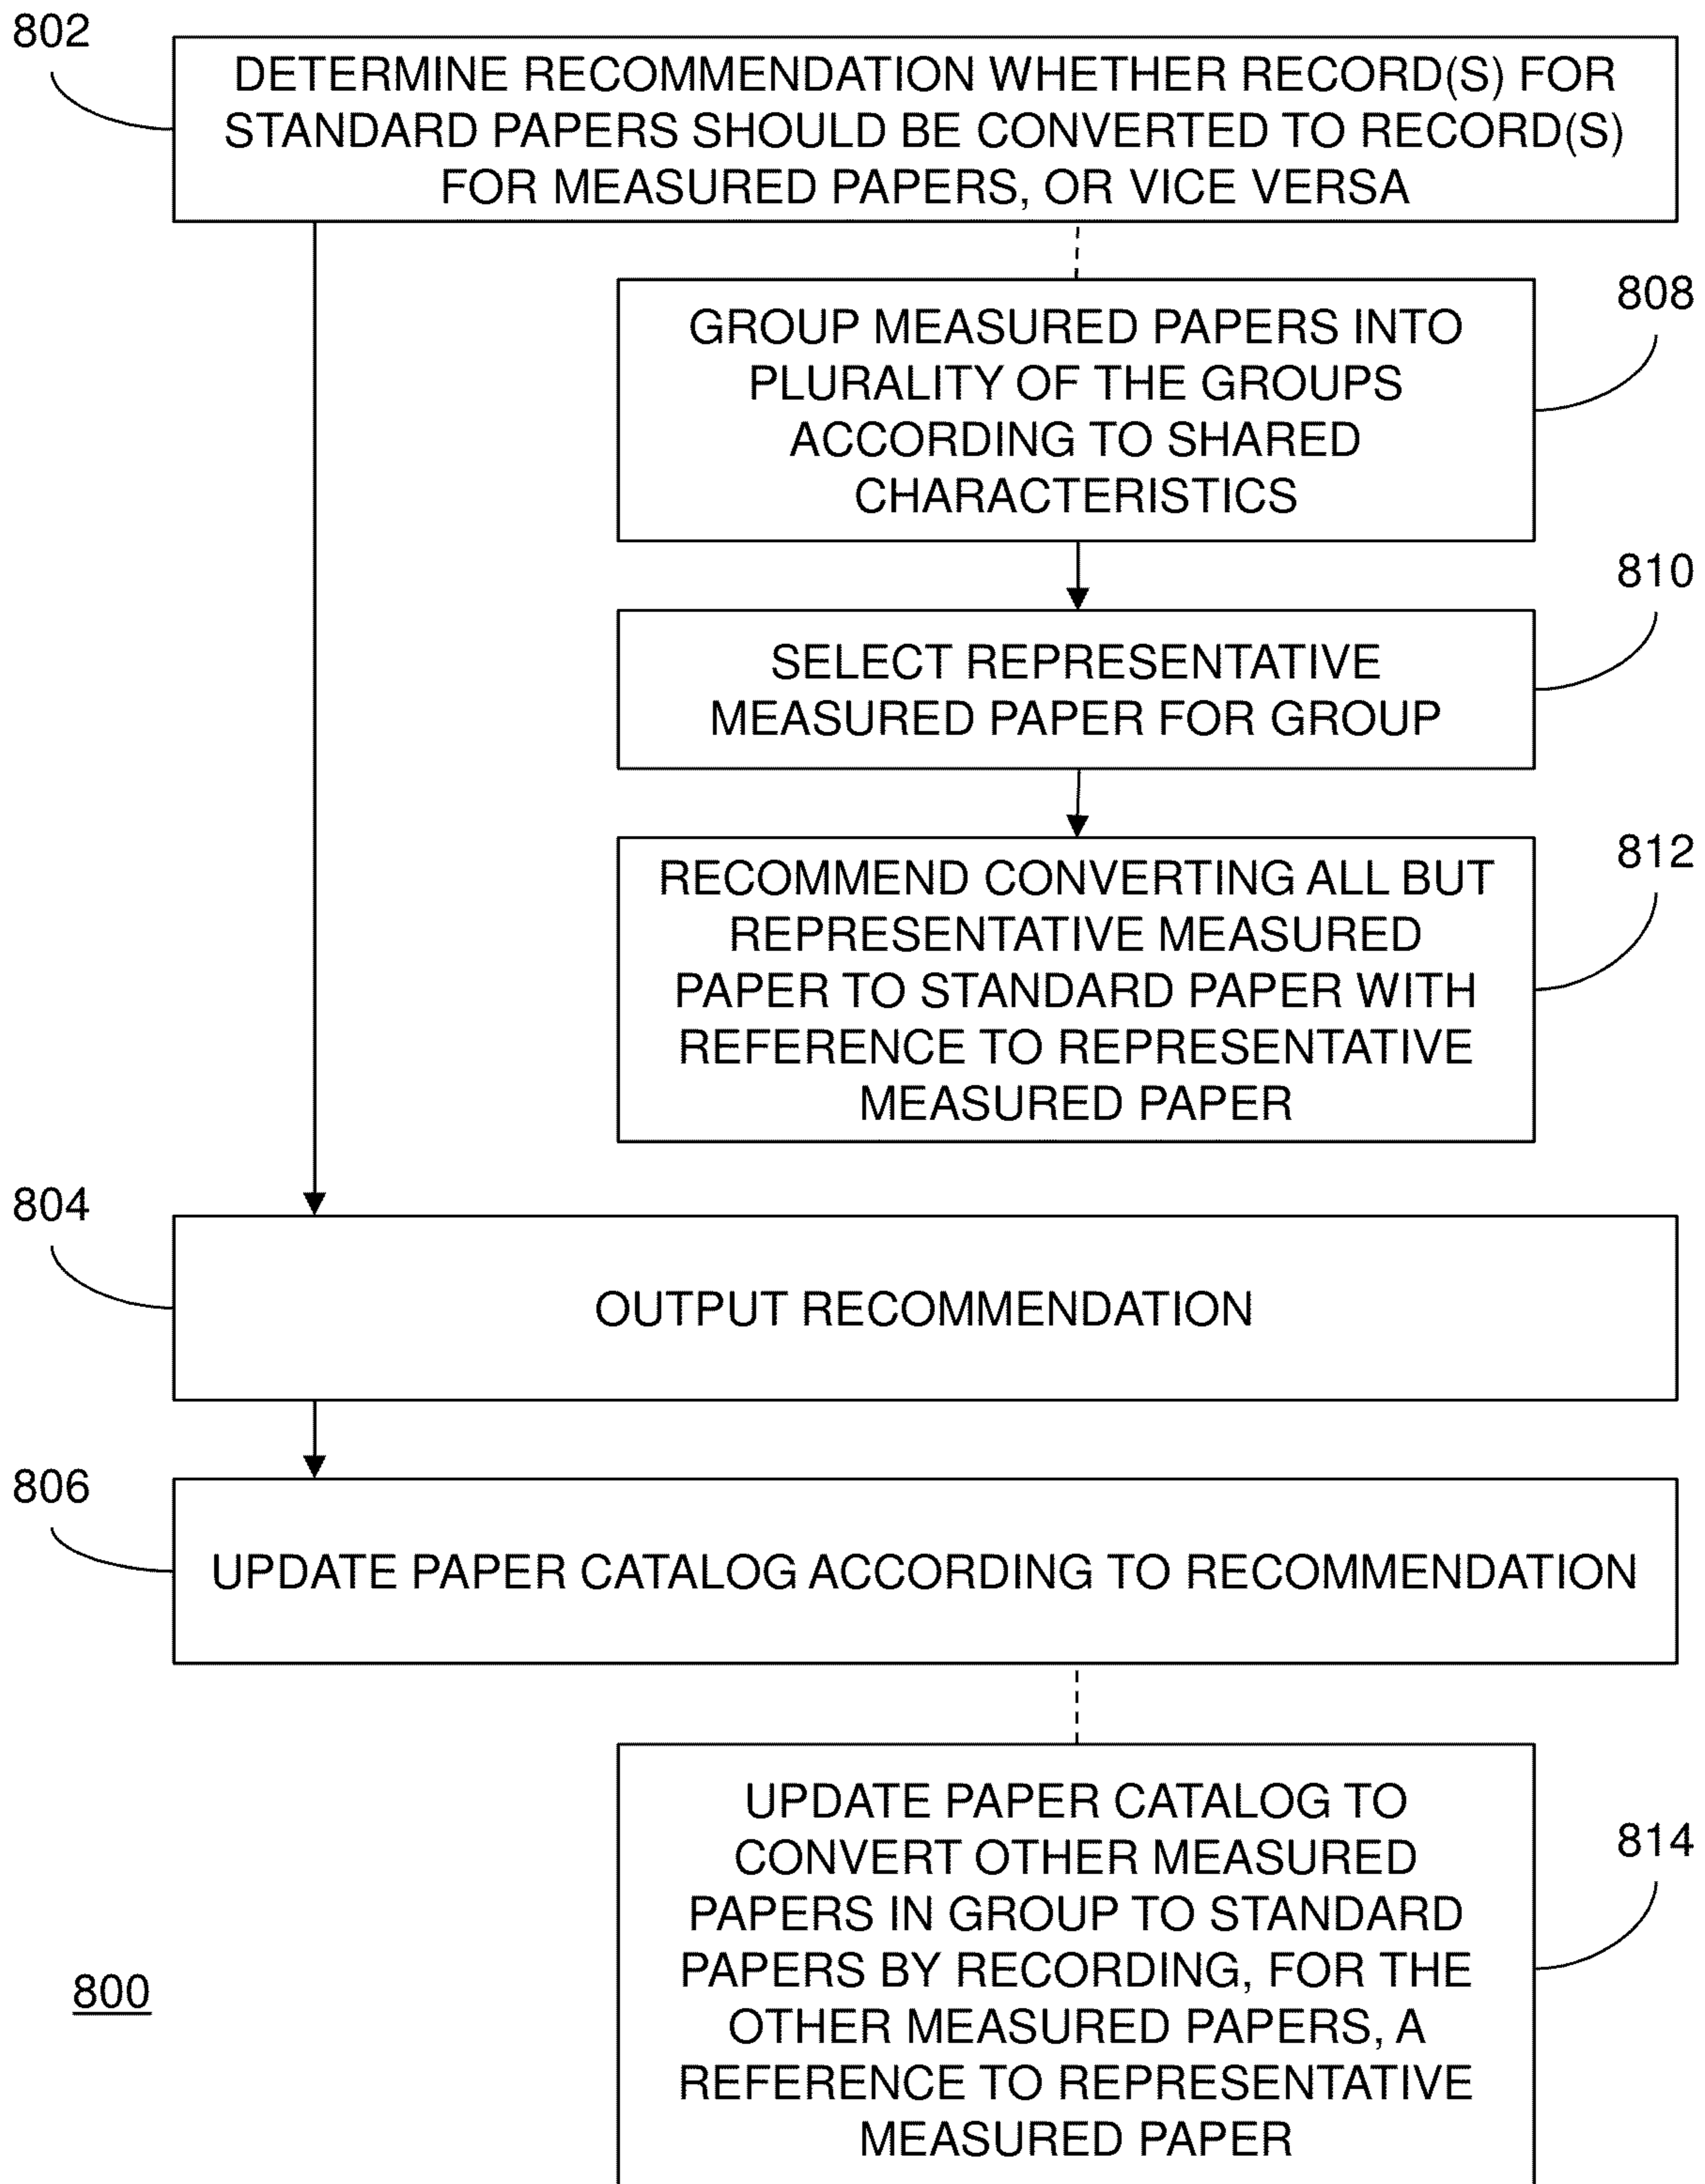 802
DETERMINE RECOMMENDATION WHETHER RECORD(S) FOR
STANDARD PAPERS SHOULD BE CONVERTED TO RECORD(S)
FOR MEASURED PAPERS, OR VICE VERSA
808
GROUP MEASURED PAPERS INTO
PLURALITY OF THE GROUPS
ACCORDING TO SHARED
CHARACTERISTICS
810
SELECT REPRESENTATIVE
MEASURED PAPER FOR GROUP
812
RECOMMEND CONVERTING ALL BUT
REPRESENTATIVE MEASURED
PAPER TO STANDARD PAPER WITH
REFERENCE TO REPRESENTATIVE
MEASURED PAPER
804
OUTPUT RECOMMENDATION
806
UPDATE PAPER CATALOG ACCORDING TO RECOMMENDATION
814
UPDATE PAPER CATALOG TO
CONVERT OTHER MEASURED
PAPERS IN GROUP TO STANDARD
PAPERS BY RECORDING, FOR THE
OTHER MEASURED PAPERS, A
REFERENCE TO REPRESENTATIVE
MEASURED PAPER
800